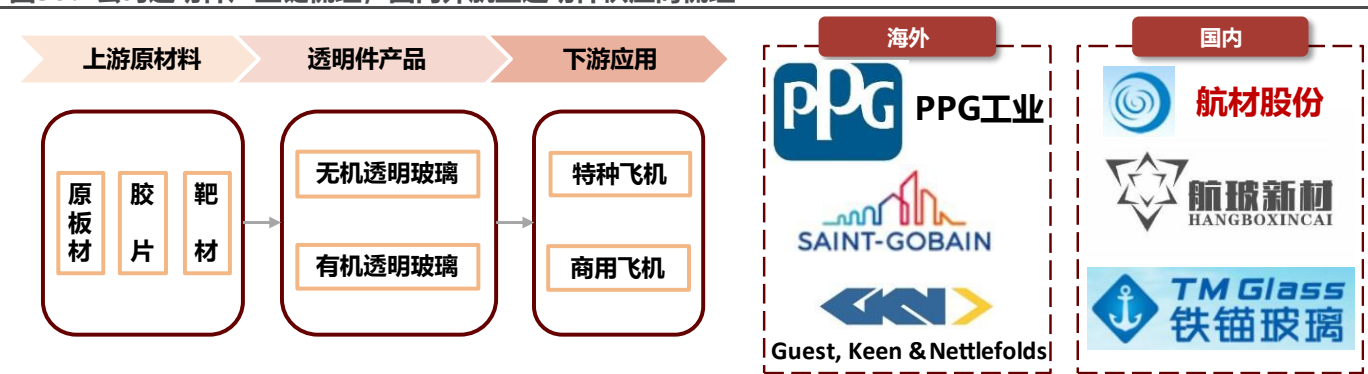 上游原材料
透明件产品
下游应用
原板材
胶片
靶材
无机透明玻璃
有机透明玻璃
特种飞机
商用飞机
海外
PPG
PPG工业
SAINT-GOBAIN
GKN
Guest, Keen & Nettlefolds
国内
航材股份
航玻新材
HANGBOXINCAI
TM Glass
铁锚玻璃